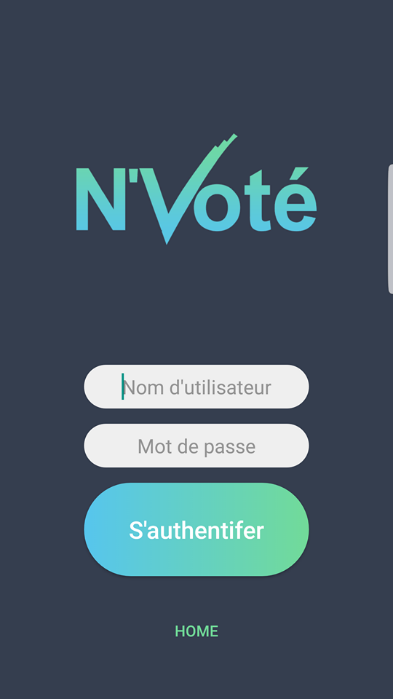 N'Voté
Nom d'utilisateur
Mot de passe
S'authentifer
HOME